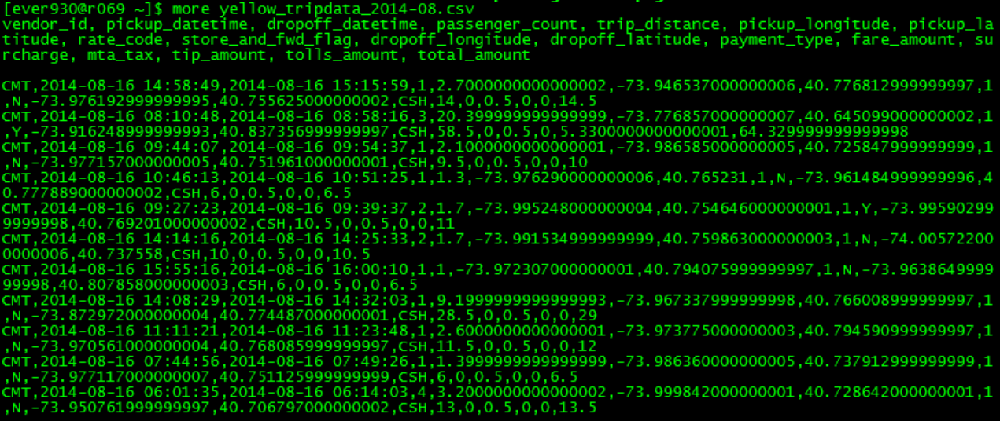 [ever930@r069 ~]$ more yellow_tripdata_2014-08.csv
vendor_id, pickup_datetime, dropoff_datetime, passenger_count, trip_distance, pickup_longitude, pickup_la
titude, rate_code, store_and_fwd_flag, dropoff_longitude, dropoff_latitude, payment_type, fare_amount, su
rcharge, mta_tax, tip_amount, tolls_amount, total_amount
CMT,2014-08-16 14:58:49,2014-08-16 15:15:59,1,2.7000000000000002,-73.946537000000006,40.776812999999997,1
,N,-73.976192999999995,40.755625000000002,CSH,14,0,0.5,0,0,14.5
CMT,2014-08-16 08:10:48,2014-08-16 08:58:16,3,20.399999999999999,-73.776857000000007,40.645099000000002,1
,Y,-73.916248999999993,40.837356999999997,CSH,58.5,0,0.5,0,5.3300000000000001,64.329999999999998
CMT,2014-08-16 09:44:07,2014-08-16 09:54:37,1,2.1000000000000001,-73.986585000000005,40.725847999999999,1
,N,-73.977157000000005,40.751961000000001,CSH,9.5,0,0.5,0,0,10
CMT,2014-08-16 10:46:13,2014-08-16 10:51:25,1,1.3,-73.976290000000006,40.765231,1,N,-73.961484999999996,4
0.777889000000002,CSH,6,0,0.5,0,0,6.5
CMT,2014-08-16 09:27:23,2014-08-16 09:39:37,2,1.7,-73.995248000000004,40.754646000000001,1,Y,-73.99590299
9999998,40.769201000000002,CSH,10.5,0,0.5,0,0,11
CMT,2014-08-16 14:14:16,2014-08-16 14:25:33,2,1.7,-73.991534999999999,40.759863000000003,1,N,-74.00572200
0000006,40.737558,CSH,10,0,0.5,0,0,10.5
CMT,2014-08-16 15:55:16,2014-08-16 16:00:10,1,1,-73.972307000000001,40.794075999999997,1,N,-73.9638649999
99998,40.807858000000003,CSH,6,0,0.5,0,0,6.5
CMT,2014-08-16 14:08:29,2014-08-16 14:32:03,1,9.1999999999999993,-73.967337999999998,40.766008999999997,1
,N,-73.872972000000004,40.774487000000001,CSH,28.5,0,0.5,0,0,29
CMT,2014-08-16 11:11:21,2014-08-16 11:23:48,1,2.6000000000000001,-73.973775000000003,40.794590999999997,1
,N,-73.970561000000004,40.768085999999997,CSH,11.5,0,0.5,0,0,12
CMT,2014-08-16 07:44:56,2014-08-16 07:49:26,1,1.3999999999999999,-73.986360000000005,40.737912999999999,1
,N,-73.977117000000007,40.751125999999999,CSH,6,0,0.5,0,0,6.5
CMT,2014-08-16 06:01:35,2014-08-16 06:14:03,4,3.2000000000000002,-73.999842000000001,40.728642000000001,1
,N,-73.950761999999997,40.706797000000002,CSH,13,0,0.5,0,0,13.5